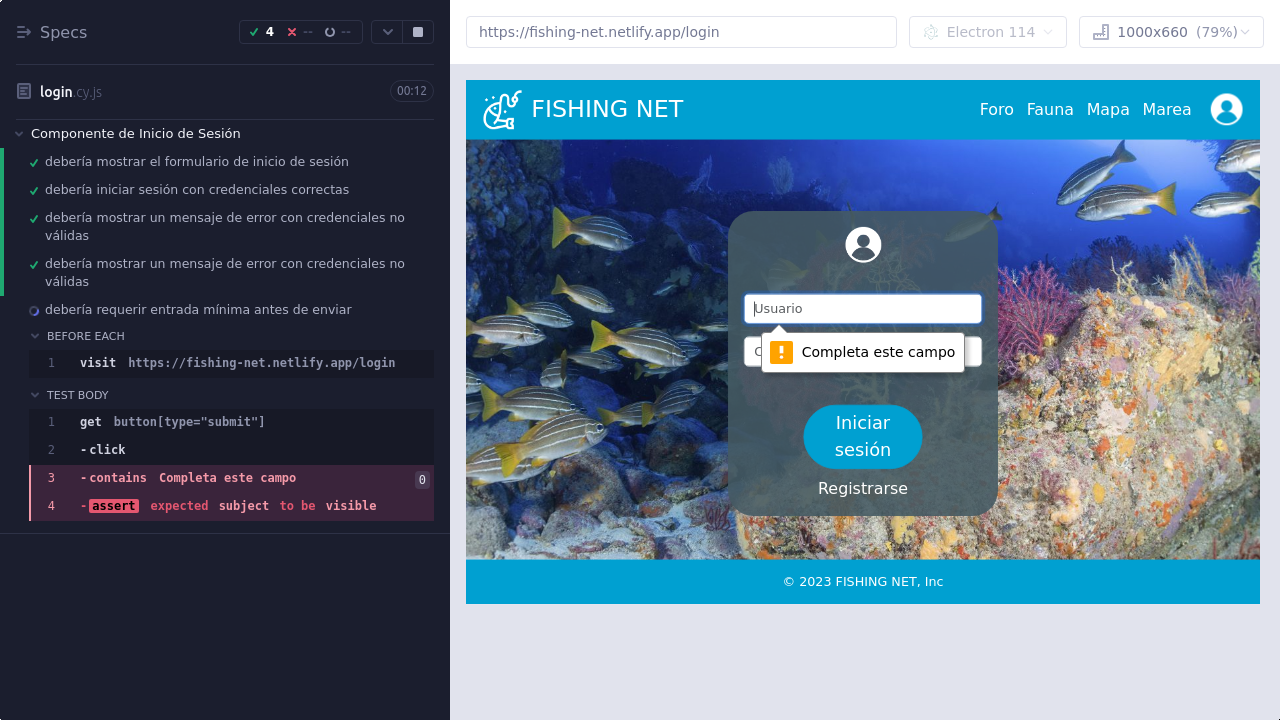 Specs
4
--
--
login.cy.js
00:12
Componente de Inicio de Sesión
debería mostrar el formulario de inicio de sesión
debería iniciar sesión con credenciales correctas
debería mostrar un mensaje de error con credenciales no
válidas
debería mostrar un mensaje de error con credenciales no
válidas
debería requerir entrada mínima antes de enviar
BEFORE EACH
1 visit https://fishing-net.netlify.app/login
TEST BODY
1 get button[type="submit"]
2 -click
3 -contains Completa este campo 0
4 -assert expected subject to be visible
https://fishing-net.netlify.app/login
Electron 114
1000x660 (79%)
FISHING NET
Foro Fauna Mapa Marea
Usuario
Completa este campo
Iniciar
sesión
Registrarse
© 2023 FISHING NET, Inc